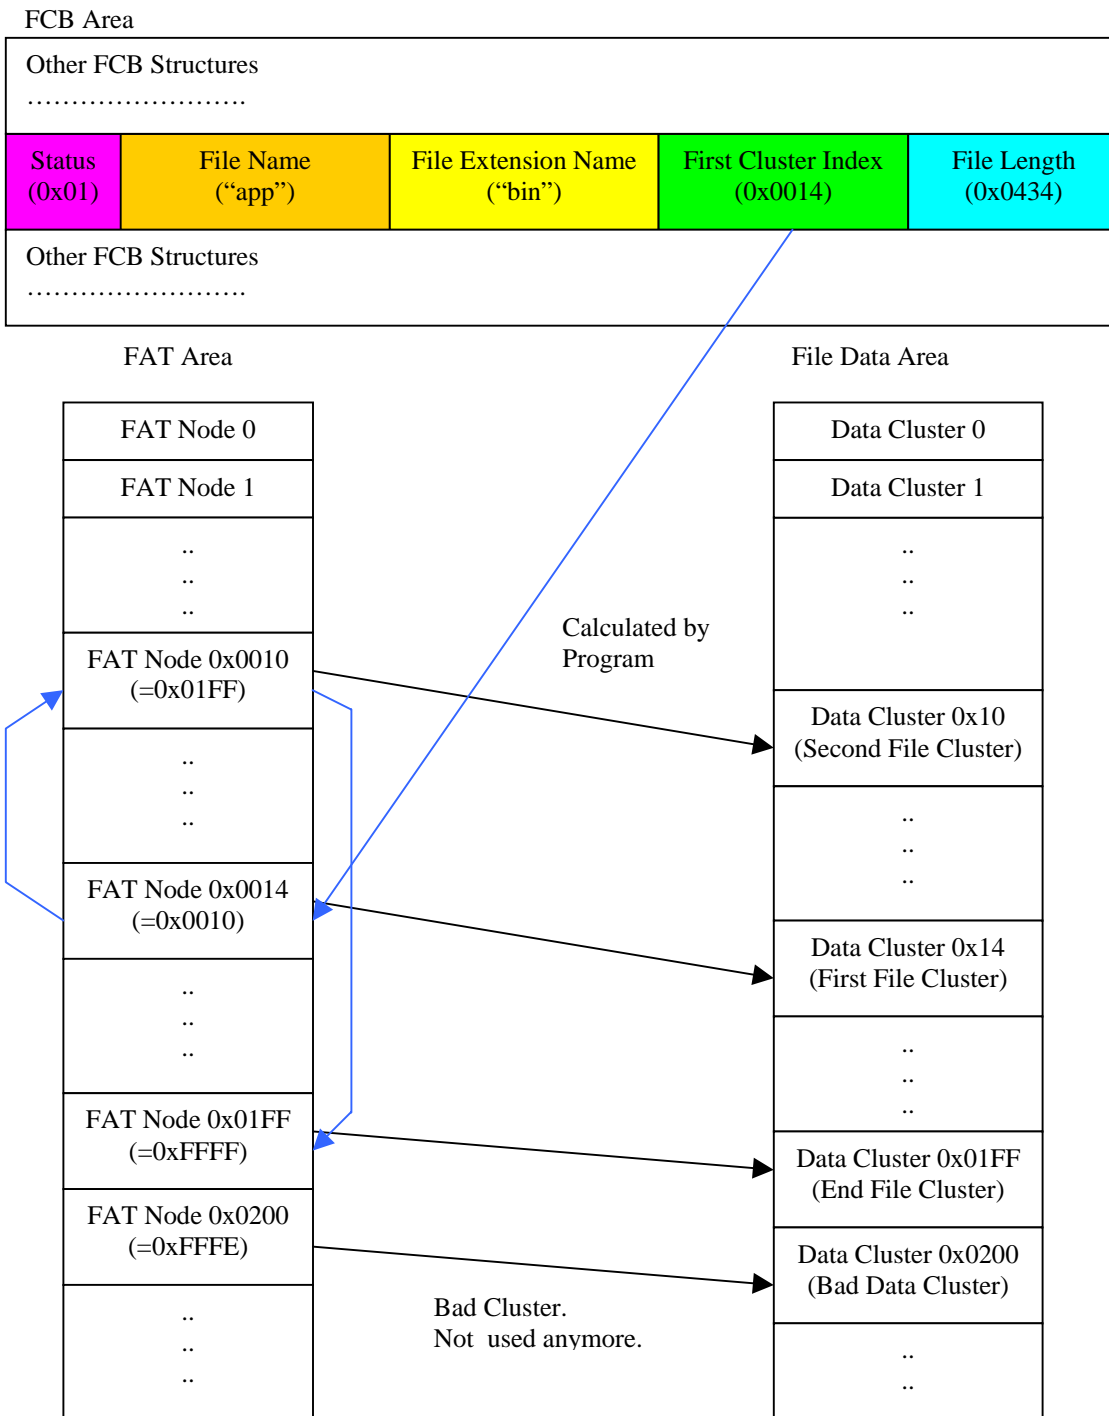 FCB Area
Other FCB Structures
……………………
Status
(0x01)
File Name
(“app”)
File Extension Name
(“bin”)
First Cluster Index
(0x0014)
File Length
(0x0434)
Other FCB Structures
……………………
FAT Area
File Data Area
FAT Node 0
FAT Node 1
..
..
..
FAT Node 0x0010
(=0x01FF)
..
..
..
FAT Node 0x0014
(=0x0010)
..
..
..
FAT Node 0x01FF
(=0xFFFF)
FAT Node 0x0200
(=0xFFFE)
..
..
..
Calculated by
Program
Bad Cluster.
Not used anymore.
Data Cluster 0
Data Cluster 1
..
..
..
Data Cluster 0x10
(Second File Cluster)
..
..
..
Data Cluster 0x14
(First File Cluster)
..
..
..
Data Cluster 0x01FF
(End File Cluster)
Data Cluster 0x0200
(Bad Data Cluster)
..
..